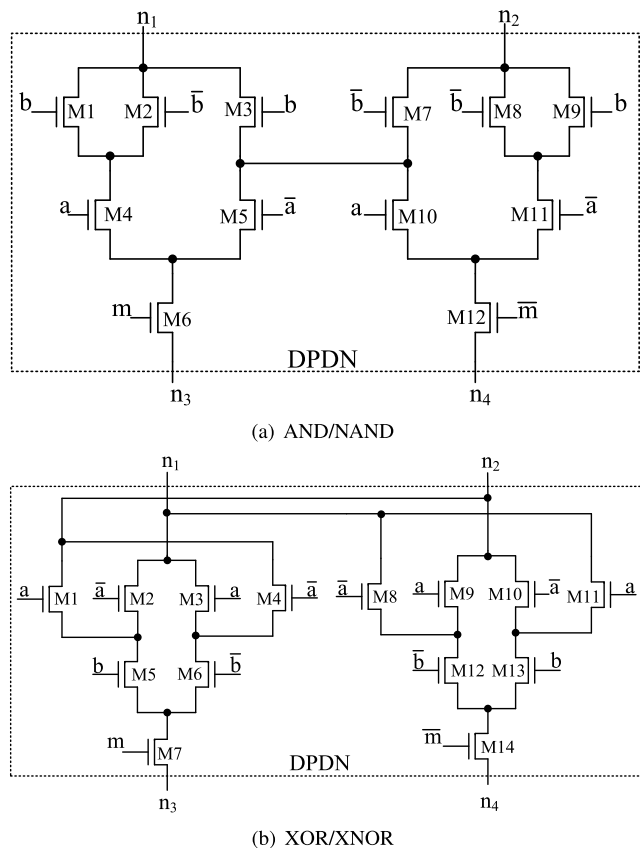 n1 n2
b M1 M2 b̅ M3 b b̅ M7 b̅ M8 M9 b
a M4 M5 a̅ a M10 M11 a̅
m M6 M12 m̅
DPDN
n3 n4
(a) AND/NAND
n1 n2
a M1 a̅ M2 M3 a M4 a̅ a̅ M8 a M9 M10 a̅ M11 a
b M5 M6 b̅ b̅ M12 M13 b
m M7 m̅ M14
DPDN
n3 n4
(b) XOR/XNOR